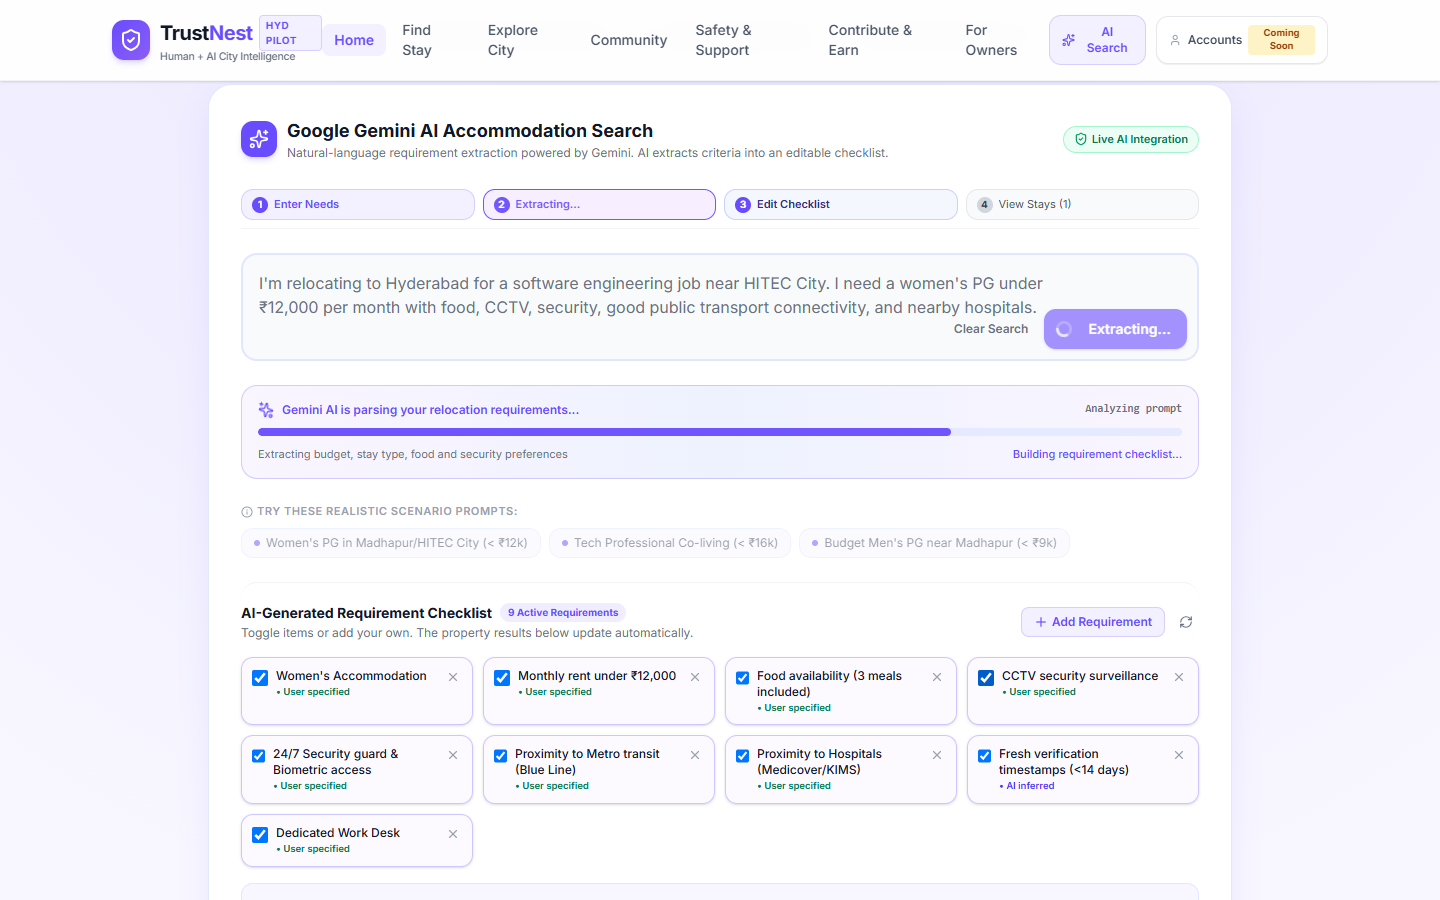 TrustNest
HYD PILOT
Human + AI City Intelligence
Home
Find Stay
Explore City
Community
Safety & Support
Contribute & Earn
For Owners
AI Search
Accounts
Coming Soon
Google Gemini AI Accommodation Search
Natural-language requirement extraction powered by Gemini. AI extracts criteria into an editable checklist.
Live AI Integration
1 Enter Needs
2 Extracting...
3 Edit Checklist
4 View Stays (1)
I'm relocating to Hyderabad for a software engineering job near HITEC City. I need a women's PG under
₹12,000 per month with food, CCTV, security, good public transport connectivity, and nearby hospitals.
Clear Search
Extracting...
Gemini AI is parsing your relocation requirements...
Analyzing prompt
Extracting budget, stay type, food and security preferences
Building requirement checklist...
TRY THESE REALISTIC SCENARIO PROMPTS:
• Women's PG in Madhapur/HITEC City (< ₹12k)
• Tech Professional Co-living (< ₹16k)
• Budget Men's PG near Madhapur (< ₹9k)
AI-Generated Requirement Checklist
9 Active Requirements
Toggle items or add your own. The property results below update automatically.
+ Add Requirement
Women's Accommodation
• User specified
Monthly rent under ₹12,000
• User specified
Food availability (3 meals
included)
• User specified
CCTV security surveillance
• User specified
24/7 Security guard &
Biometric access
• User specified
Proximity to Metro transit
(Blue Line)
• User specified
Proximity to Hospitals
(Medicover/KIMS)
• User specified
Fresh verification
timestamps (<14 days)
• AI inferred
Dedicated Work Desk
• User specified